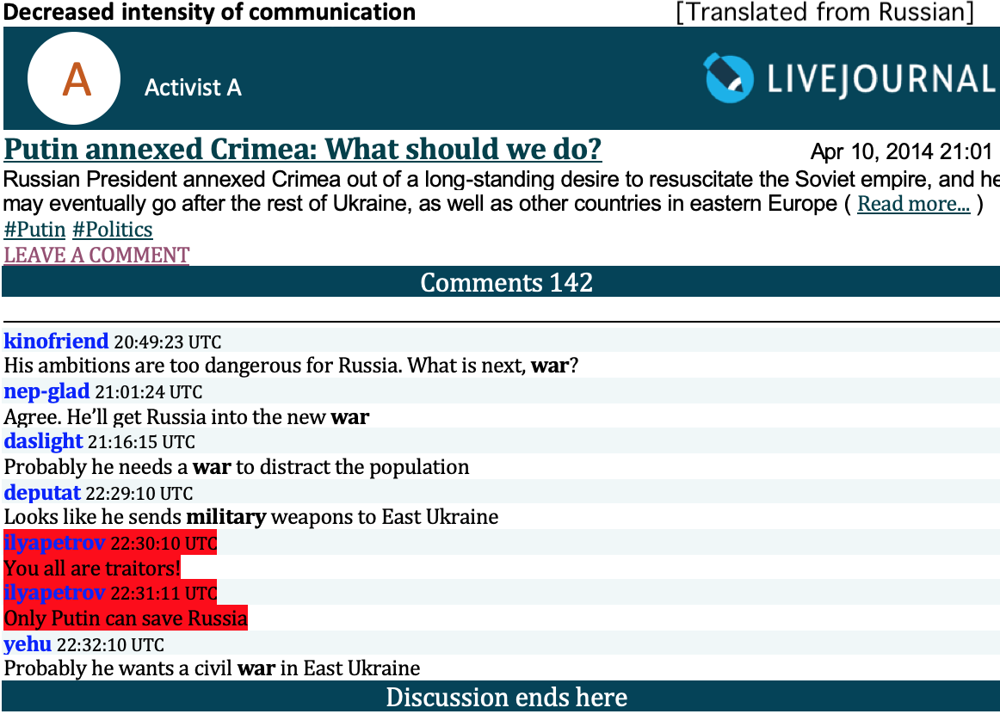 Decreased intensity of communication [Translated from Russian]
A Activist A LIVEJOURNAL
Putin annexed Crimea: What should we do? Apr 10, 2014 21:01
Russian President annexed Crimea out of a long-standing desire to resuscitate the Soviet empire, and he
may eventually go after the rest of Ukraine, as well as other countries in eastern Europe ( Read more... )
#Putin #Politics
LEAVE A COMMENT
Comments 142
kinofriend 20:49:23 UTC
His ambitions are too dangerous for Russia. What is next, war?
nep-glad 21:01:24 UTC
Agree. He’ll get Russia into the new war
daslight 21:16:15 UTC
Probably he needs a war to distract the population
deputat 22:29:10 UTC
Looks like he sends military weapons to East Ukraine
ilyapetrov 22:30:10 UTC
You all are traitors!
ilyapetrov 22:31:11 UTC
Only Putin can save Russia
yehu 22:32:10 UTC
Probably he wants a civil war in East Ukraine
Discussion ends here